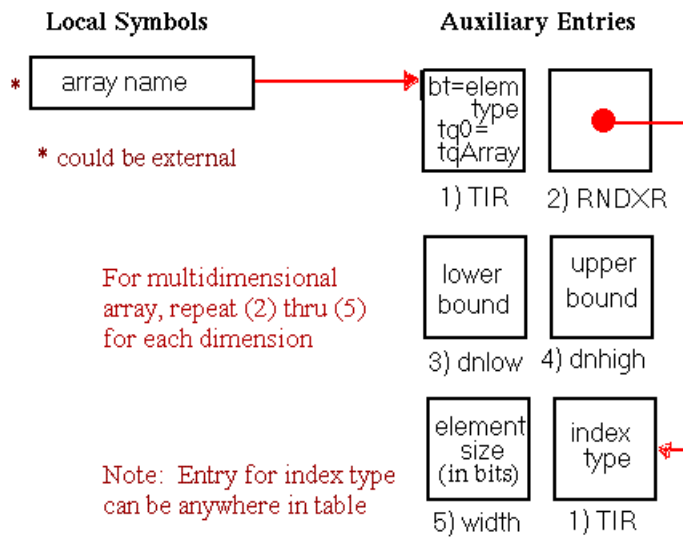 Local Symbols
Auxiliary Entries
* array name
bt=elem
type
tq0=
tqArray
1) TIR
2) RNDXR
* could be external
For multidimensional
array, repeat (2) thru (5)
for each dimension
lower
bound
upper
bound
3) dnlow
4) dnhigh
Note: Entry for index type
can be anywhere in table
element
size
(in bits)
index
type
5) width
1) TIR